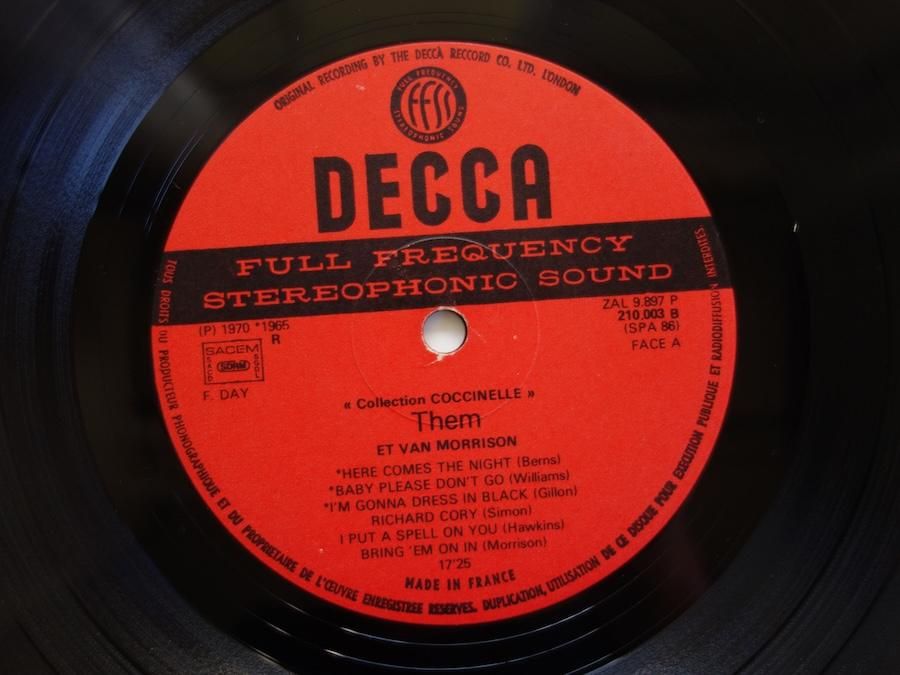 ORIGINAL RECORDING BY THE DECCA RECCORD CO. LTD. LONDON
FULL FREQUENCY
FFSS
STEREOPHONIC SOUND
DECCA
FULL FREQUENCY
STEREOPHONIC SOUND
(P) 1970 *1965
R
SACEM
SACD
SDRM
SGDL
F. DAY
ZAL 9.897 P
210.003 B
(SPA 86)
FACE A
« Collection COCCINELLE »
Them
ET VAN MORRISON
*HERE COMES THE NIGHT (Berns)
*BABY PLEASE DON'T GO (Williams)
*I'M GONNA DRESS IN BLACK (Gillon)
RICHARD CORY (Simon)
I PUT A SPELL ON YOU (Hawkins)
BRING 'EM ON IN (Morrison)
17'25
MADE IN FRANCE
TOUS DROITS DU PRODUCTEUR PHONOGRAPHIQUE ET DU PROPRIETAIRE DE L'ŒUVRE ENREGISTREE RESERVES. DUPLICATION, UTILISATION DE CE DISQUE POUR EXECUTION PUBLIQUE ET RADIODIFFUSION INTERDITES